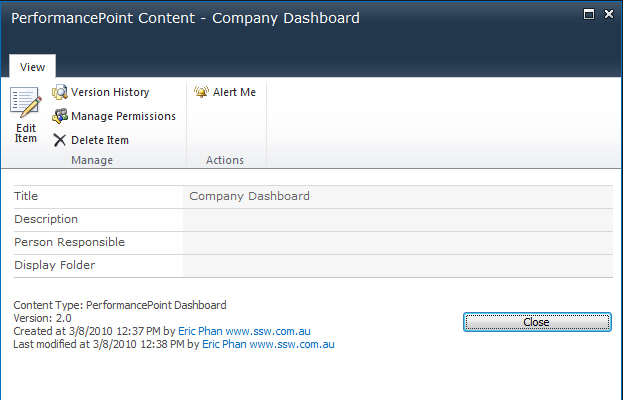 PerformancePoint Content - Company Dashboard
View
Edit
Item
Version History
Manage Permissions
Delete Item
Manage
Alert Me
Actions
Title Company Dashboard
Description
Person Responsible
Display Folder
Content Type: PerformancePoint Dashboard
Version: 2.0
Created at 3/8/2010 12:37 PM by Eric Phan www.ssw.com.au
Last modified at 3/8/2010 12:38 PM by Eric Phan www.ssw.com.au
Close